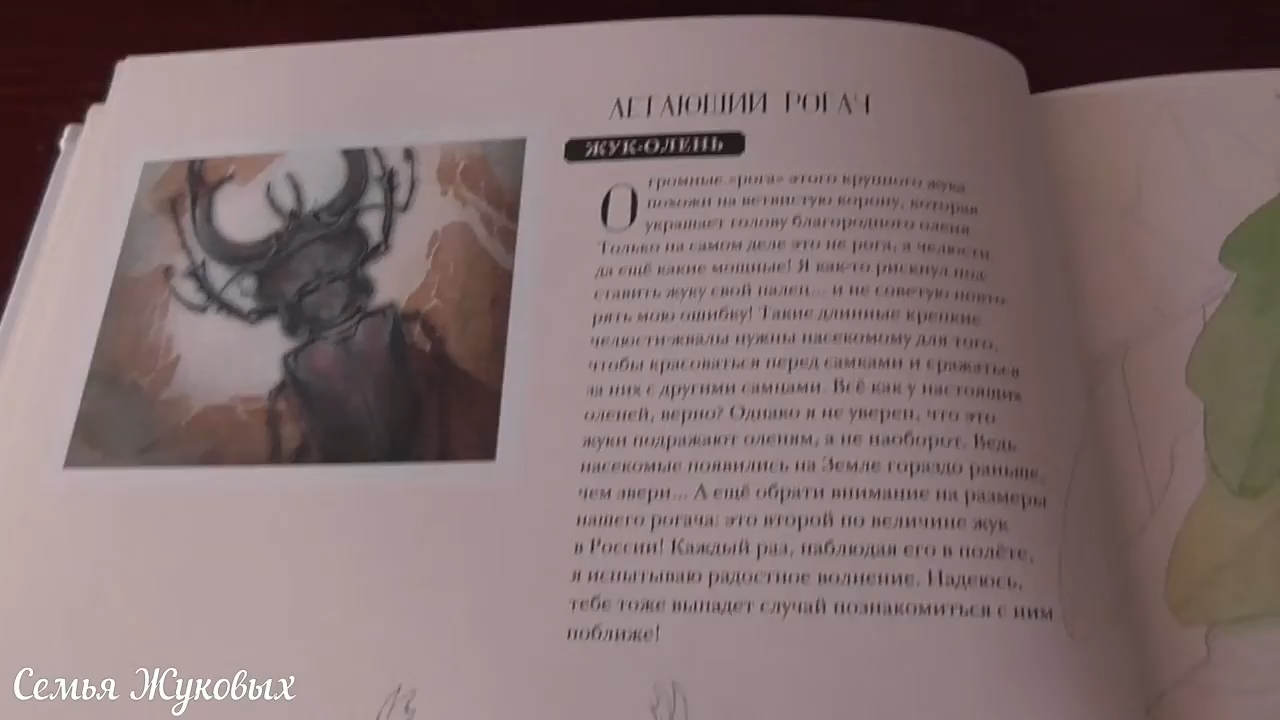 ЛЕТАЮЩИЙ РОГАЧ
ЖУК-ОЛЕНЬ
Огромные «рога» этого крупного жука
похожи на ветвистую корону, которая
украшает голову благородного оленя.
Только на самом деле это не рога, а челюсти,
да ещё какие мощные! Я как-то рискнул под-
ставить жуку свой палец... и не советую повто-
рять мою ошибку! Такие длинные крепкие
челюсти-жвалы нужны насекомому для того,
чтобы красоваться перед самками и сражаться
за них с другими самцами. Всё как у настоящих
оленей, верно? Однако я не уверен, что это
жуки подражают оленям, а не наоборот. Ведь
насекомые появились на Земле гораздо раньше,
чем звери... А ещё обрати внимание на размеры
нашего рогача: это второй по величине жук
в России! Каждый раз, наблюдая его в полёте,
я испытываю радостное волнение. Надеюсь,
тебе тоже выпадет случай познакомиться с ним
поближе!
Семья Жуковых